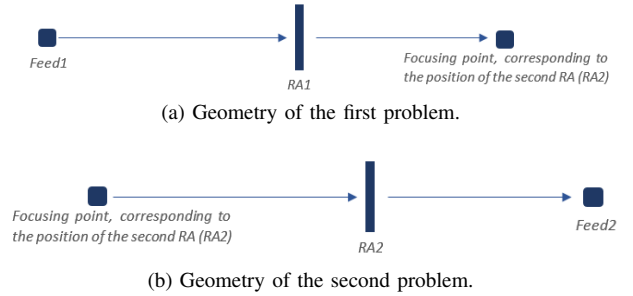 Feed1
RA1
Focusing point, corresponding to
the position of the second RA (RA2)
(a) Geometry of the first problem.
Focusing point, corresponding to
the position of the second RA (RA2)
RA2
Feed2
(b) Geometry of the second problem.